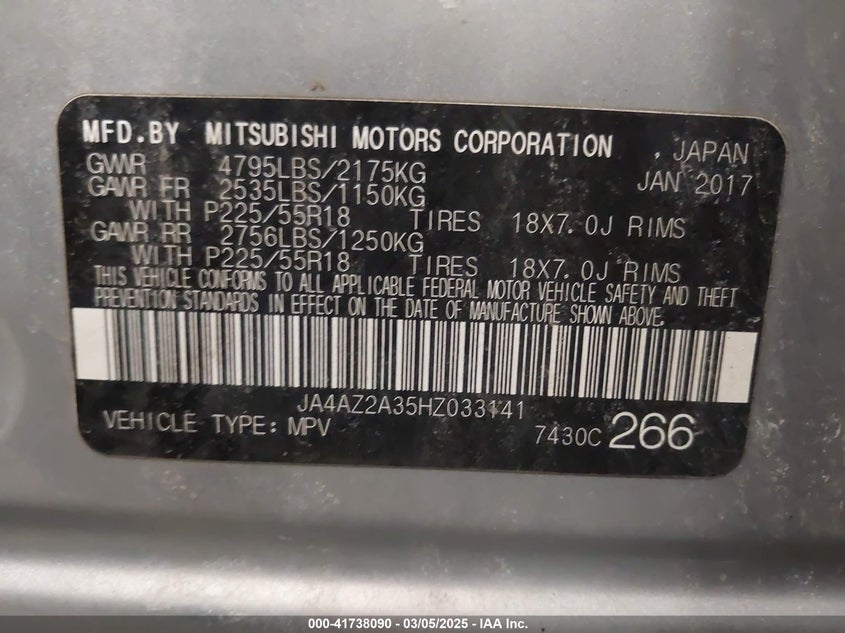 MFD.BY MITSUBISHI MOTORS CORPORATION , JAPAN
GVWR 4795LBS/2175KG JAN 2017
GAWR FR 2535LBS/1150KG
WITH P225/55R18 TIRES 18X7.0J RIMS
GAWR RR 2756LBS/1250KG
WITH P225/55R18 TIRES 18X7.0J RIMS
THIS VEHICLE CONFORMS TO ALL APPLICABLE FEDERAL MOTOR VEHICLE SAFETY AND THEFT
PREVENTION STANDARDS IN EFFECT ON THE DATE OF MANUFACTURE SHOWN ABOVE.
JA4AZ2A35HZ033141
VEHICLE TYPE: MPV 7430C 266
000-41738090 - 03/05/2025 - IAA Inc.